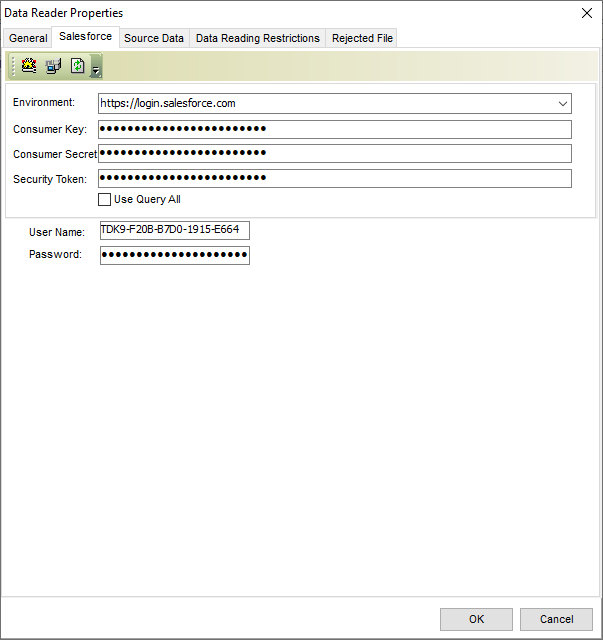 Data Reader Properties
General Salesforce Source Data Data Reading Restrictions Rejected File
Environment: https://login.salesforce.com
Consumer Key: ••••••••••••••••••••••••
Consumer Secret ••••••••••••••••••••••••
Security Token: ••••••••••••••••••••••••
Use Query All
User Name: TDK9-F20B-B7D0-1915-E664
Password: •••••••••••••••••••••
OK Cancel